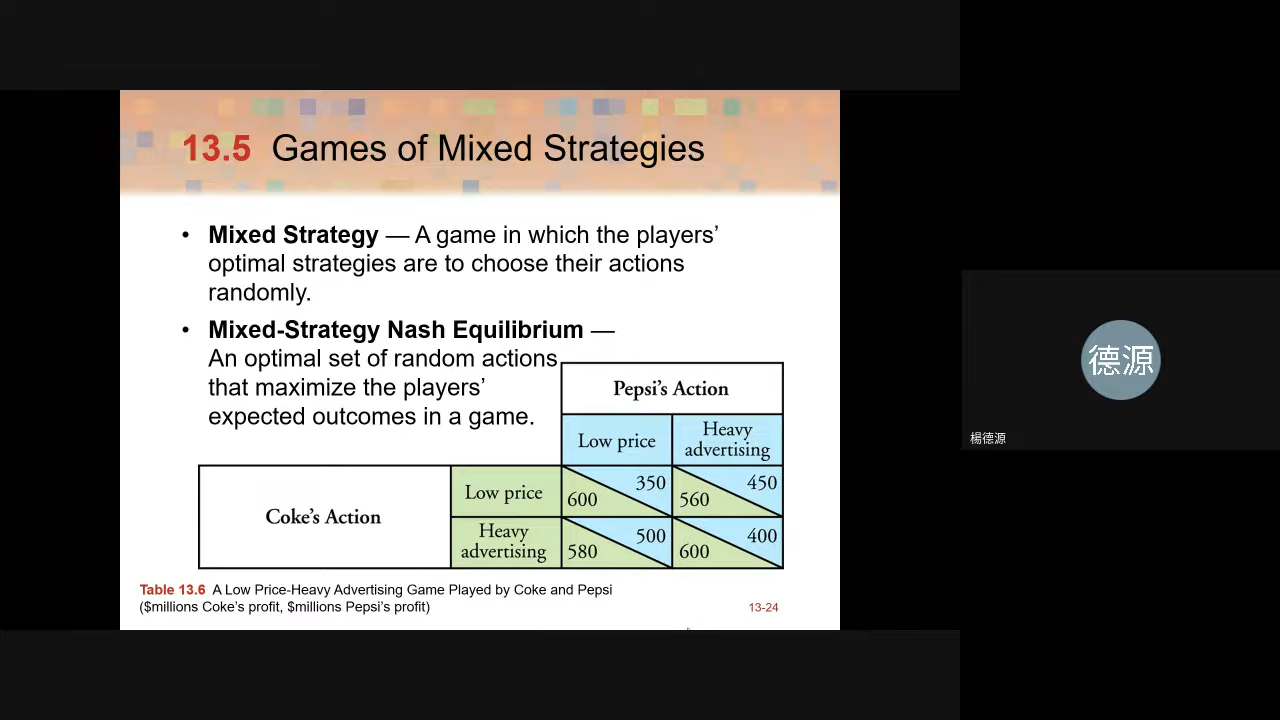 13.5 Games of Mixed Strategies
• Mixed Strategy — A game in which the players’
optimal strategies are to choose their actions
randomly.
• Mixed-Strategy Nash Equilibrium —
An optimal set of random actions
that maximize the players’
expected outcomes in a game.
Pepsi’s Action
Low price
Heavy
advertising
Coke’s Action
Low price
350
600
450
560
Heavy
advertising
500
580
400
600
Table 13.6 A Low Price-Heavy Advertising Game Played by Coke and Pepsi
($millions Coke’s profit, $millions Pepsi’s profit)
13-24
德源
楊德源